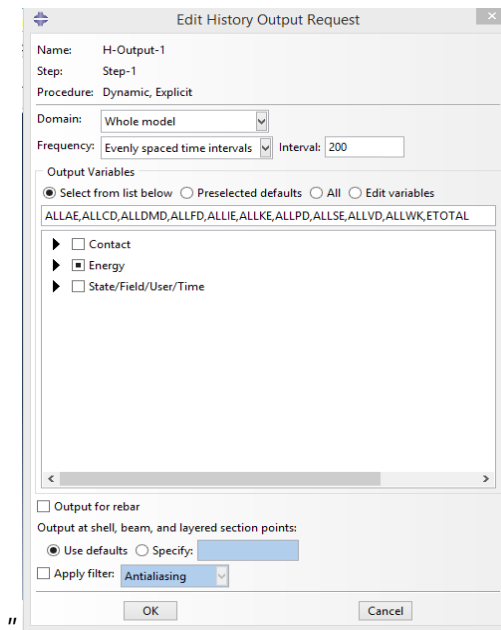 Edit History Output Request
Name: H-Output-1
Step: Step-1
Procedure: Dynamic, Explicit
Domain: Whole model
Frequency: Evenly spaced time intervals Interval: 200
Output Variables
Select from list below Preselected defaults All Edit variables
ALLAE,ALLCD,ALLDMD,ALLFD,ALLIE,ALLKE,ALLPD,ALLSE,ALLVD,ALLWK,ETOTAL
Contact
Energy
State/Field/User/Time
Output for rebar
Output at shell, beam, and layered section points:
Use defaults Specify:
Apply filter: Antialiasing
OK Cancel
"